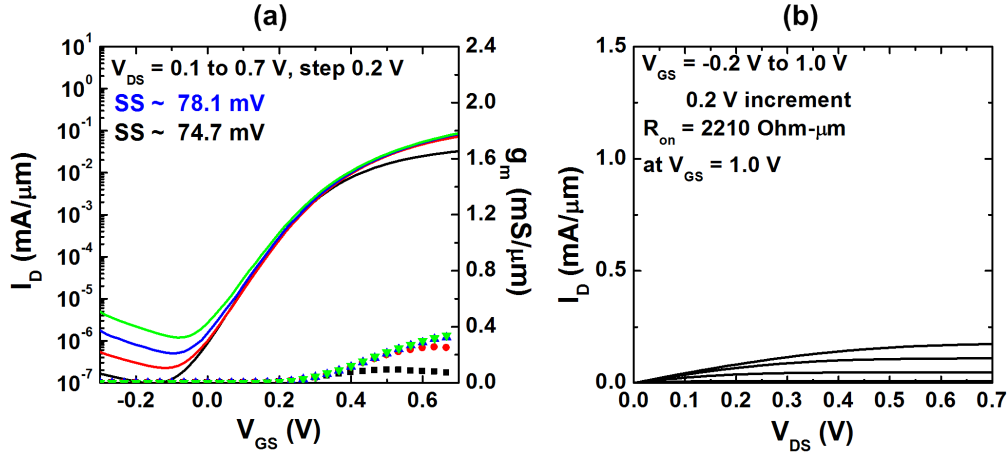 (a)
V_DS = 0.1 to 0.7 V, step 0.2 V
SS ~ 78.1 mV
SS ~ 74.7 mV
10^1
10^0
10^-1
10^-2
10^-3
10^-4
10^-5
10^-6
10^-7
I_D (mA/μm)
2.4
2.0
1.6
1.2
0.8
0.4
0.0
g_m (mS/μm)
-0.2 0.0 0.2 0.4 0.6
V_GS (V)
(b)
V_GS = -0.2 V to 1.0 V
0.2 V increment
R_on = 2210 Ohm-μm
at V_GS = 1.0 V
1.5
1.0
0.5
0.0
I_D (mA/μm)
0.0 0.1 0.2 0.3 0.4 0.5 0.6 0.7
V_DS (V)